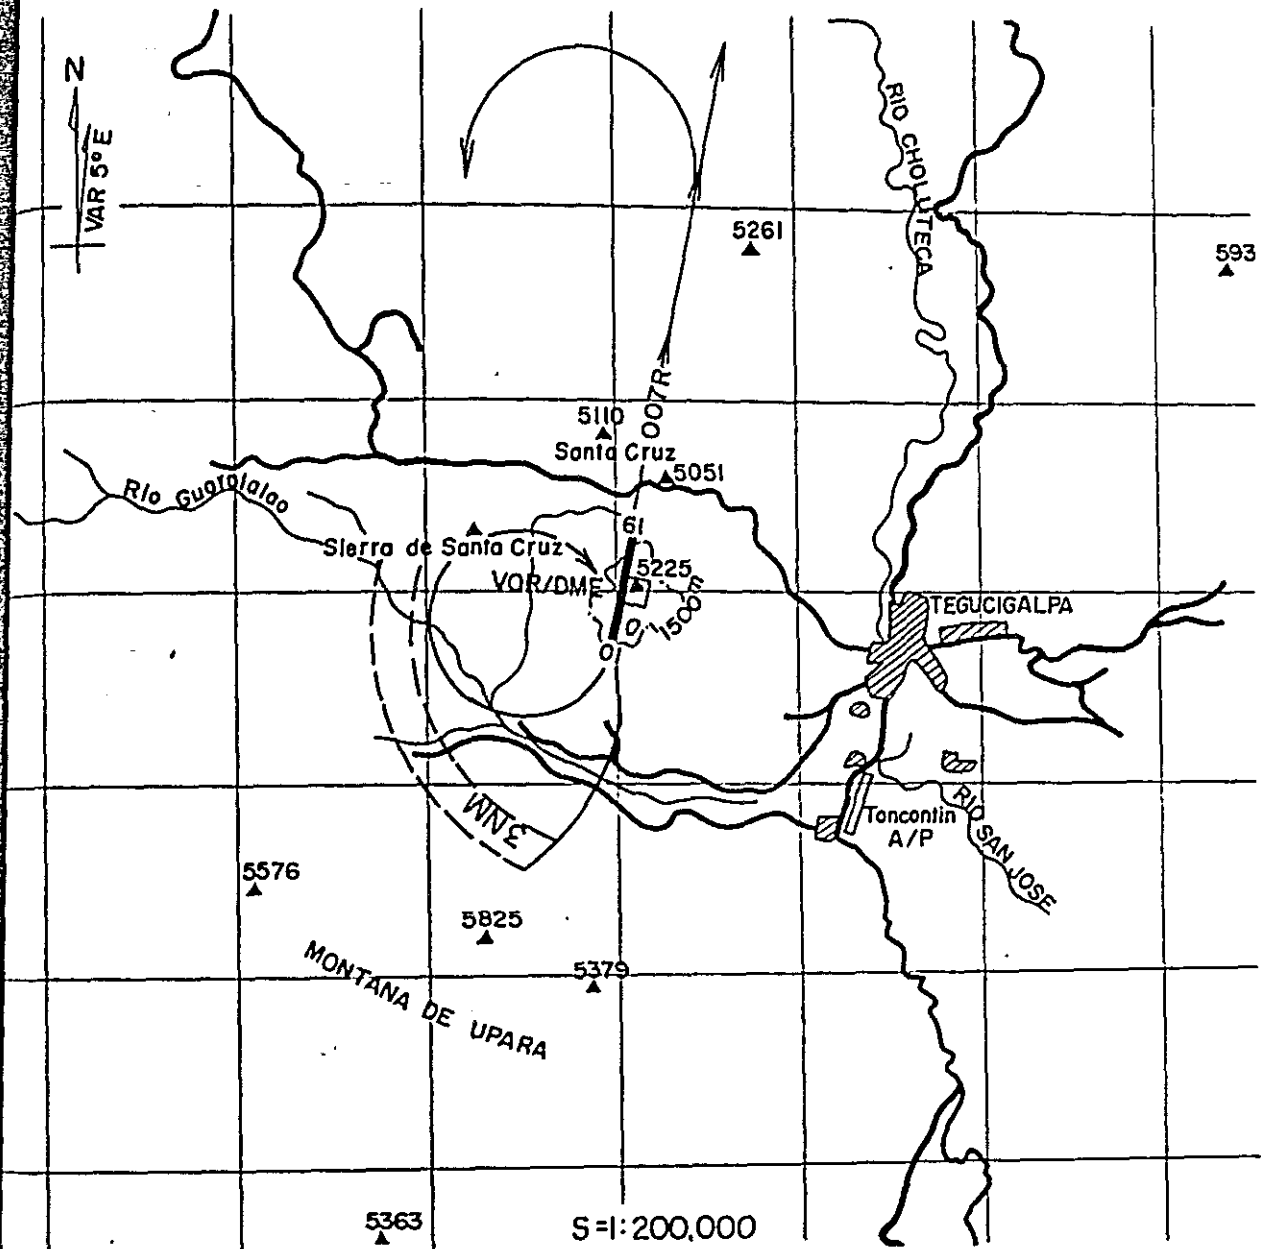 N
VAR 5° E
RIO CHOLUTECA
5261
593
007R
5110
Santa Cruz
5051
Rio Guaralalao
61
Sierra de Santa Cruz
VOR/DME
5225
1500m
01
TEGUCIGALPA
3NM
Toncontin
A/P
RIO SAN JOSE
5576
5825
MONTANA DE UPARA
5379
5363
S=1:200,000